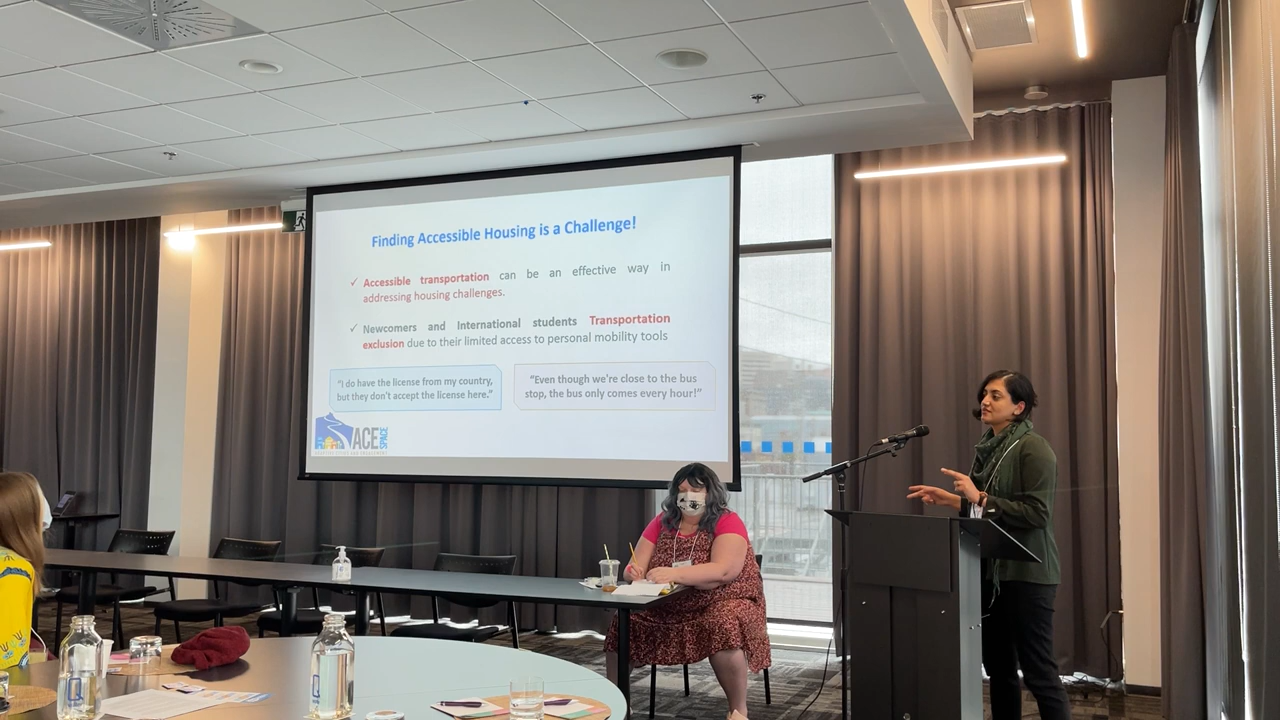 Finding Accessible Housing is a Challenge!
✓ Accessible transportation can be an effective way in
addressing housing challenges.
✓ Newcomers and International students Transportation
exclusion due to their limited access to personal mobility tools
"I do have the license from my country,
but they don't accept the license here."
"Even though we're close to the bus
stop, the bus only comes every hour!"
ACE
SPACE
Q